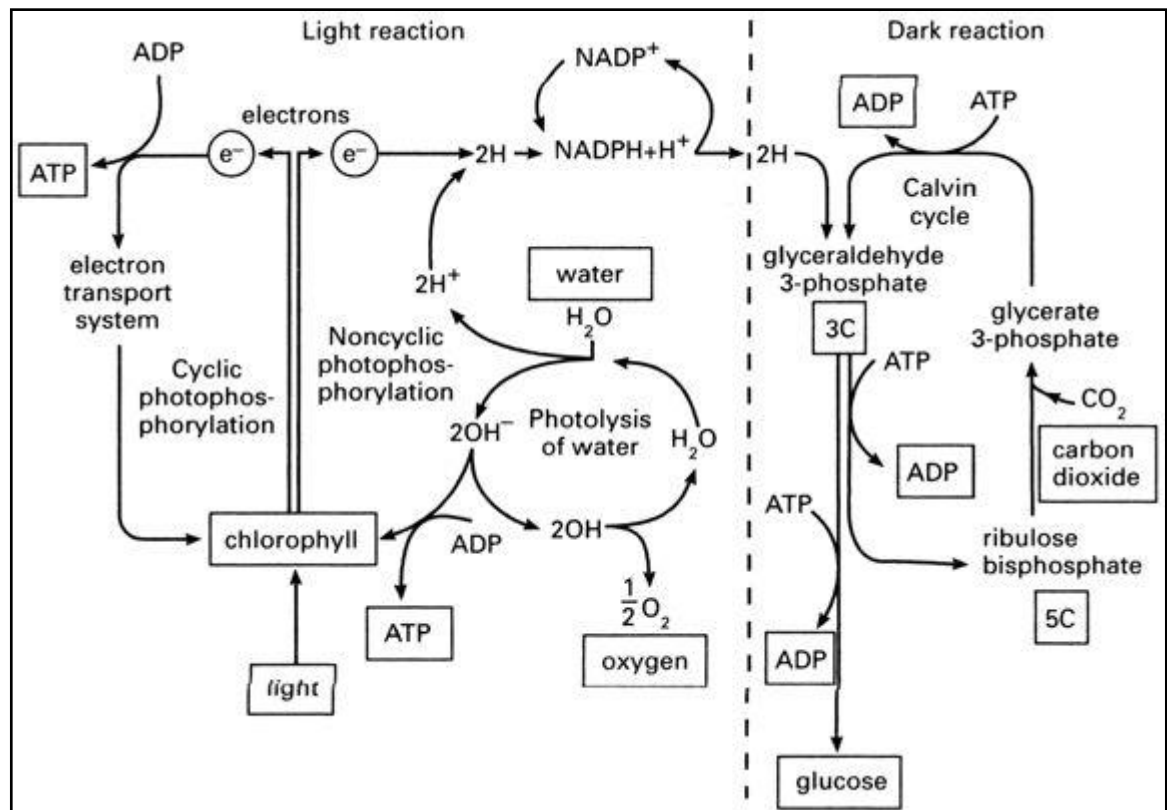 Light reaction
Dark reaction
ADP
NADP⁺
ADP
ATP
electrons
e⁻
e⁻
2H
NADPH+H⁺
2H
ATP
Calvin
cycle
electron
transport
system
2H⁺
water
H₂O
glyceraldehyde
3-phosphate
3C
glycerate
3-phosphate
Cyclic
photophos-
phorylation
Noncyclic
photophos-
phorylation
ATP
CO₂
carbon
dioxide
2OH⁻
Photolysis
of water
H₂O
ADP
ATP
chlorophyll
ADP
2OH
ribulose
bisphosphate
5C
ATP
½O₂
oxygen
ADP
light
glucose